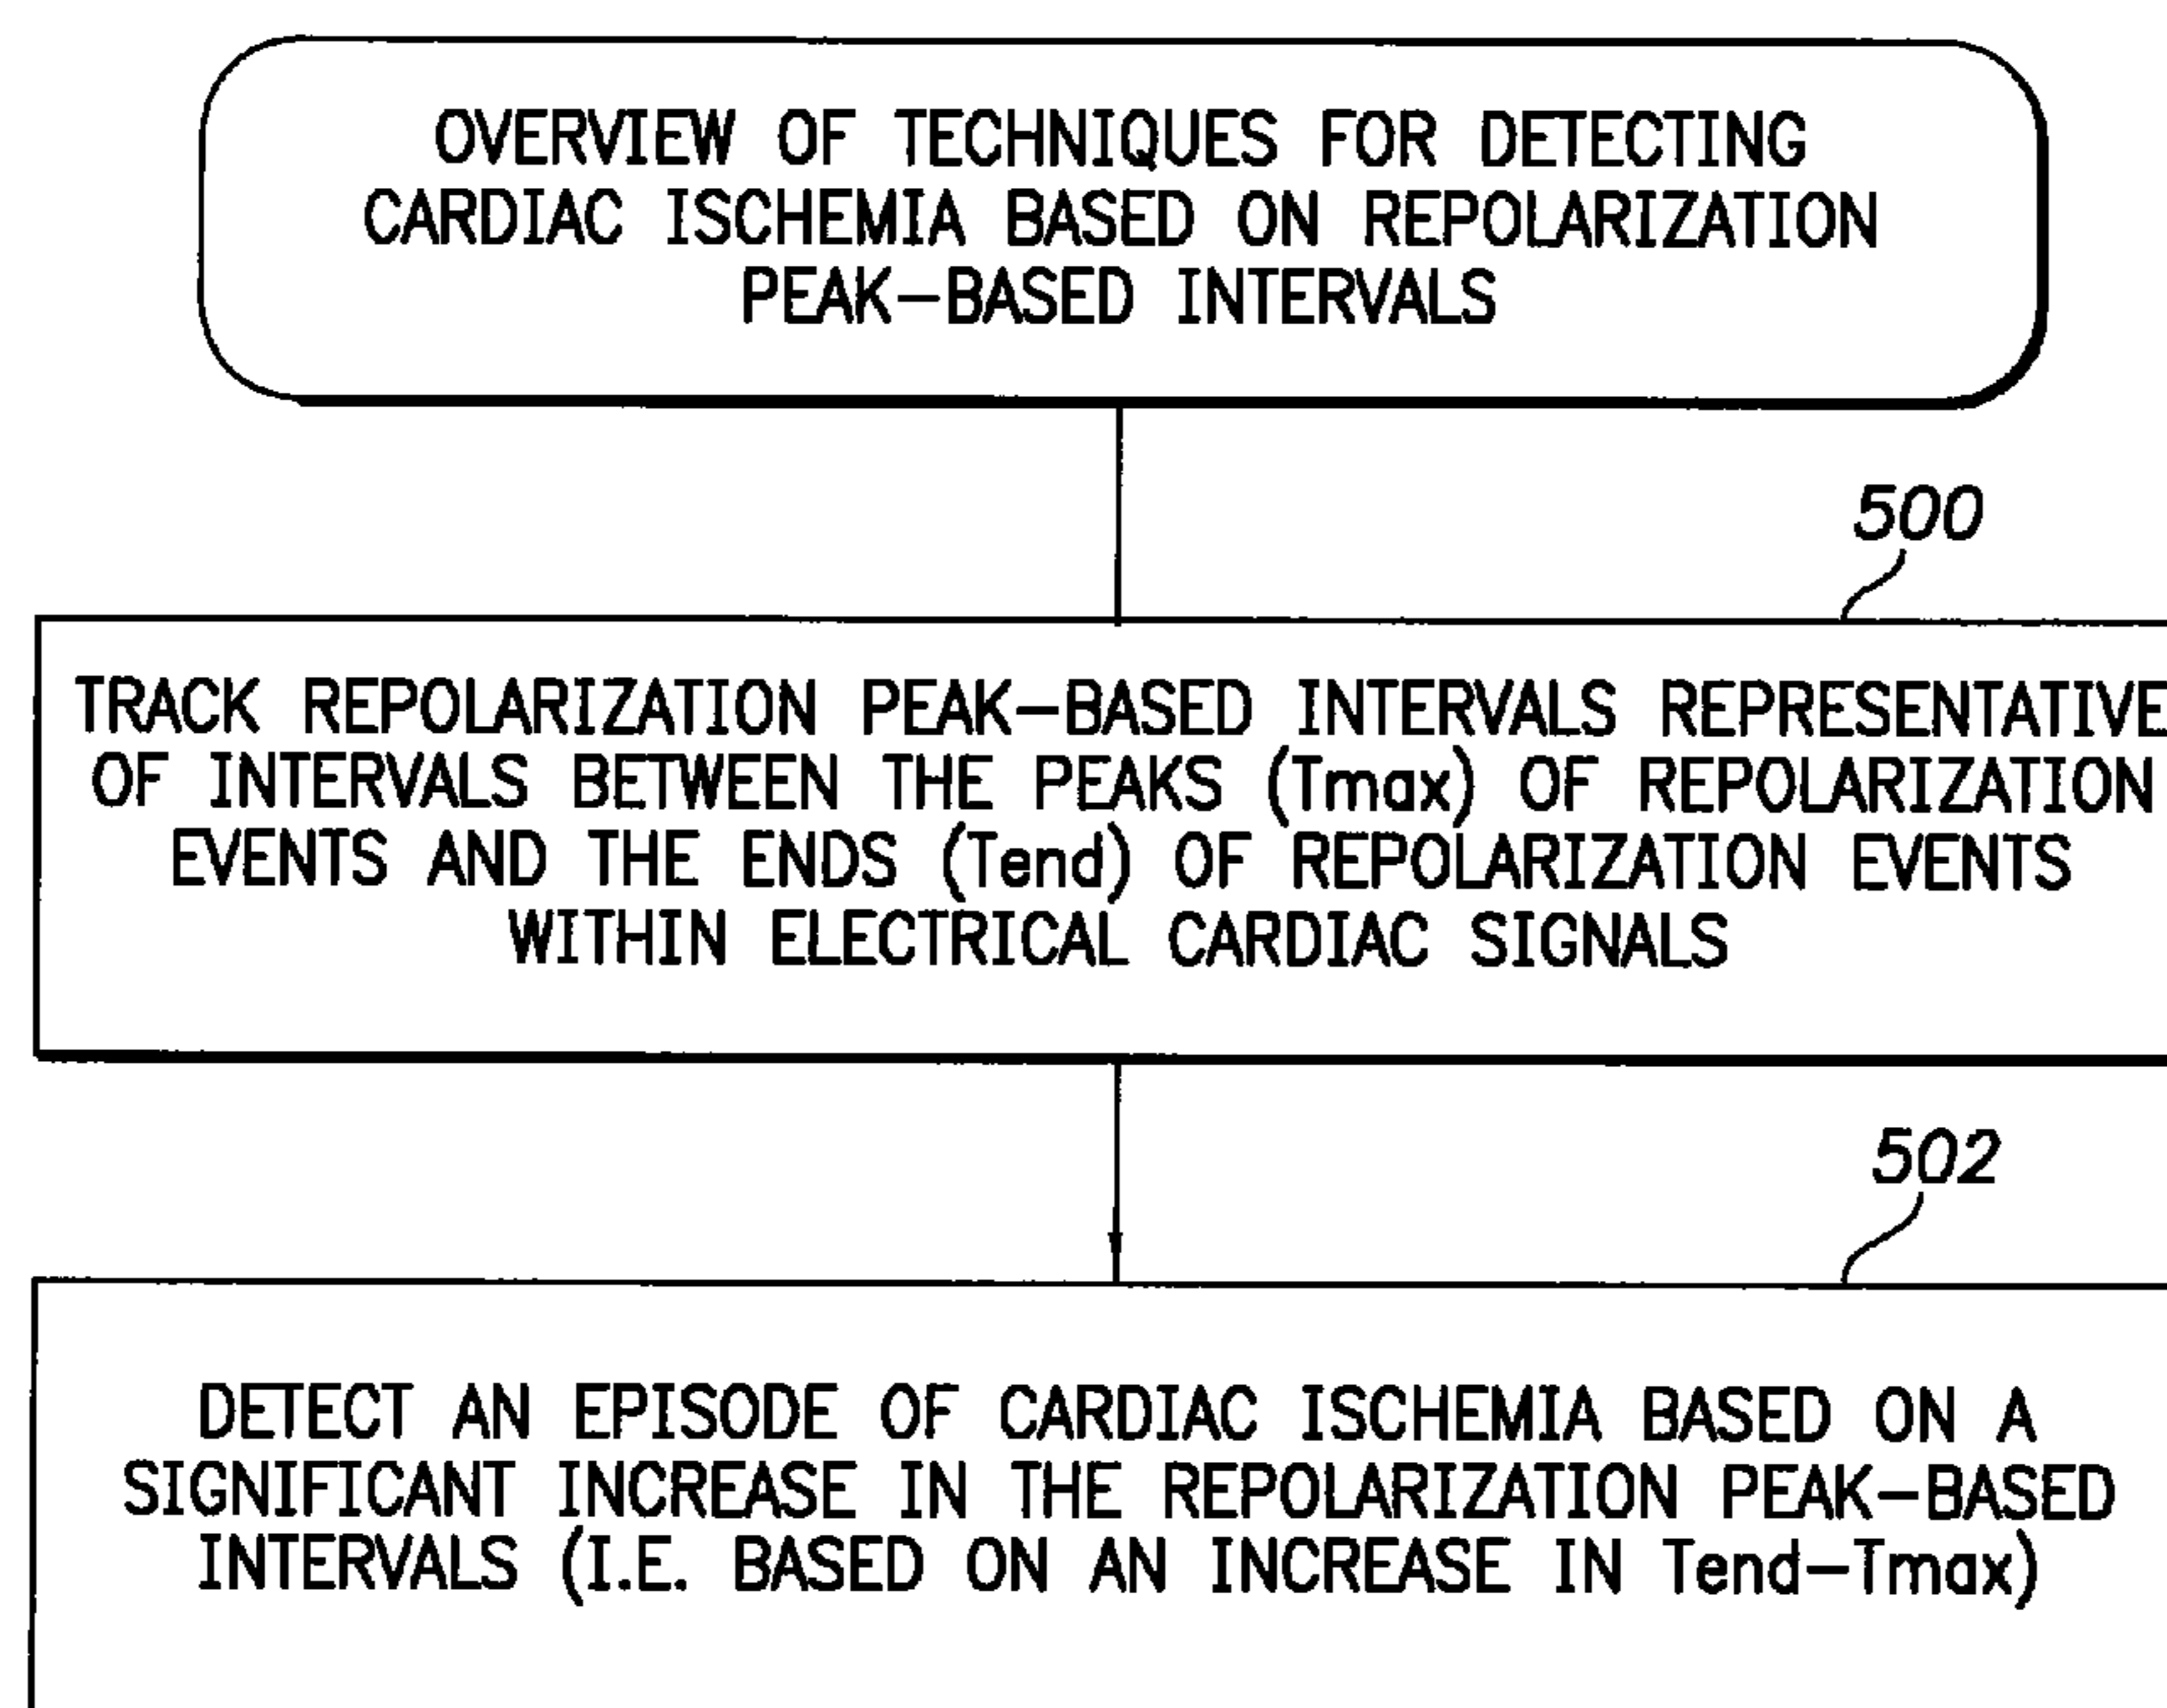 OVERVIEW OF TECHNIQUES FOR DETECTING
CARDIAC ISCHEMIA BASED ON REPOLARIZATION
PEAK-BASED INTERVALS
500
TRACK REPOLARIZATION PEAK-BASED INTERVALS REPRESENTATIVE
OF INTERVALS BETWEEN THE PEAKS (Tmax) OF REPOLARIZATION
EVENTS AND THE ENDS (Tend) OF REPOLARIZATION EVENTS
WITHIN ELECTRICAL CARDIAC SIGNALS
502
DETECT AN EPISODE OF CARDIAC ISCHEMIA BASED ON A
SIGNIFICANT INCREASE IN THE REPOLARIZATION PEAK-BASED
INTERVALS (I.E. BASED ON AN INCREASE IN Tend-Tmax)